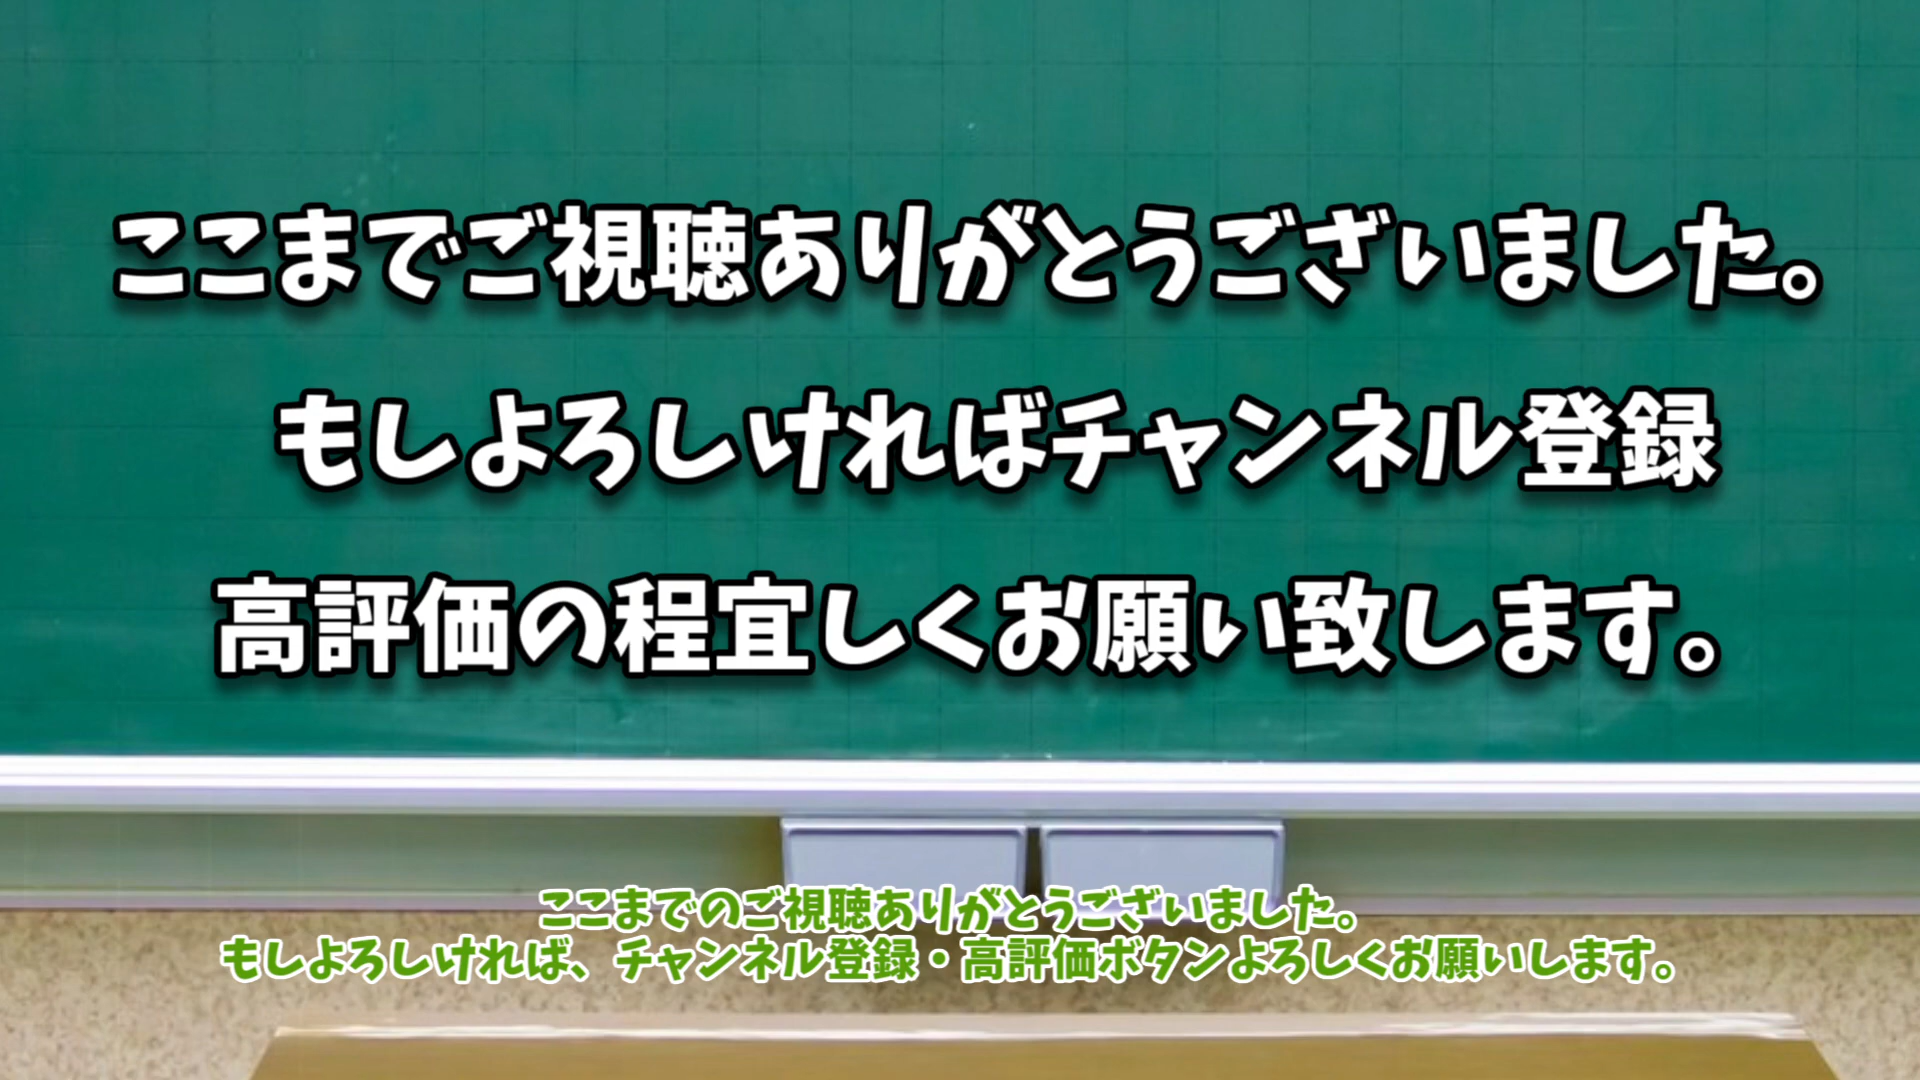 ここまでご視聴ありがとうございました。
もしよろしければチャンネル登録
高評価の程宜しくお願い致します。
ここまでのご視聴ありがとうございました。
もしよろしければ、チャンネル登録・高評価ボタンよろしくお願いします。